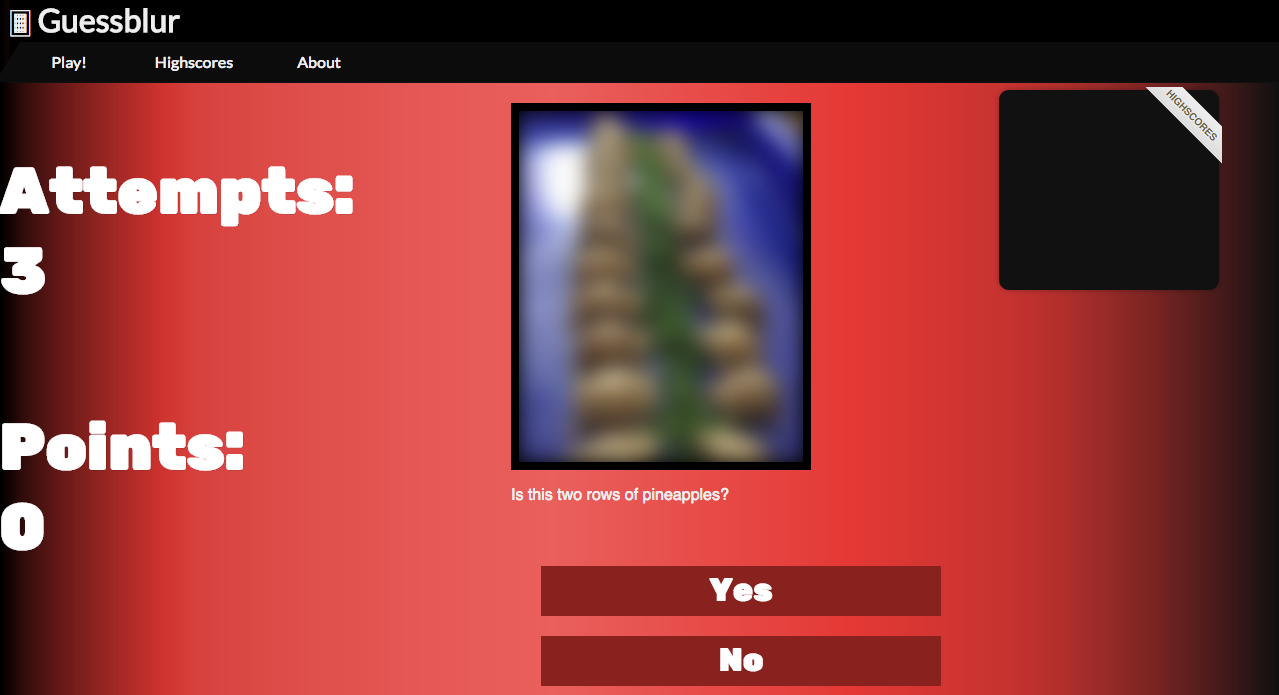 Guessblur
Play! Highscores About
HIGHSCORES
Attempts:
3
Points:
0
Is this two rows of pineapples?
Yes
No